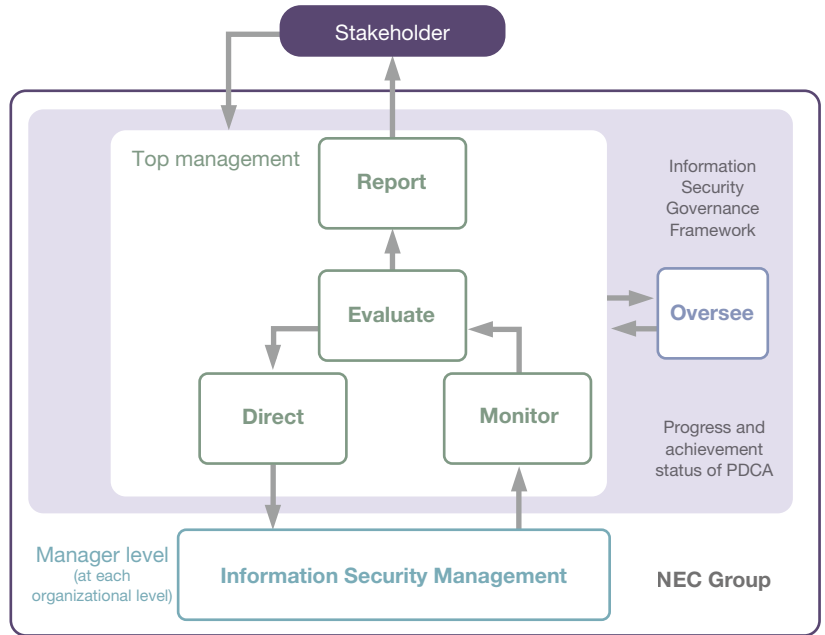 Stakeholder
Top management
Report
Information
Security
Governance
Framework
Evaluate
Oversee
Direct
Monitor
Progress and
achievement
status of PDCA
Manager level
(at each
organizational level)
Information Security Management
NEC Group